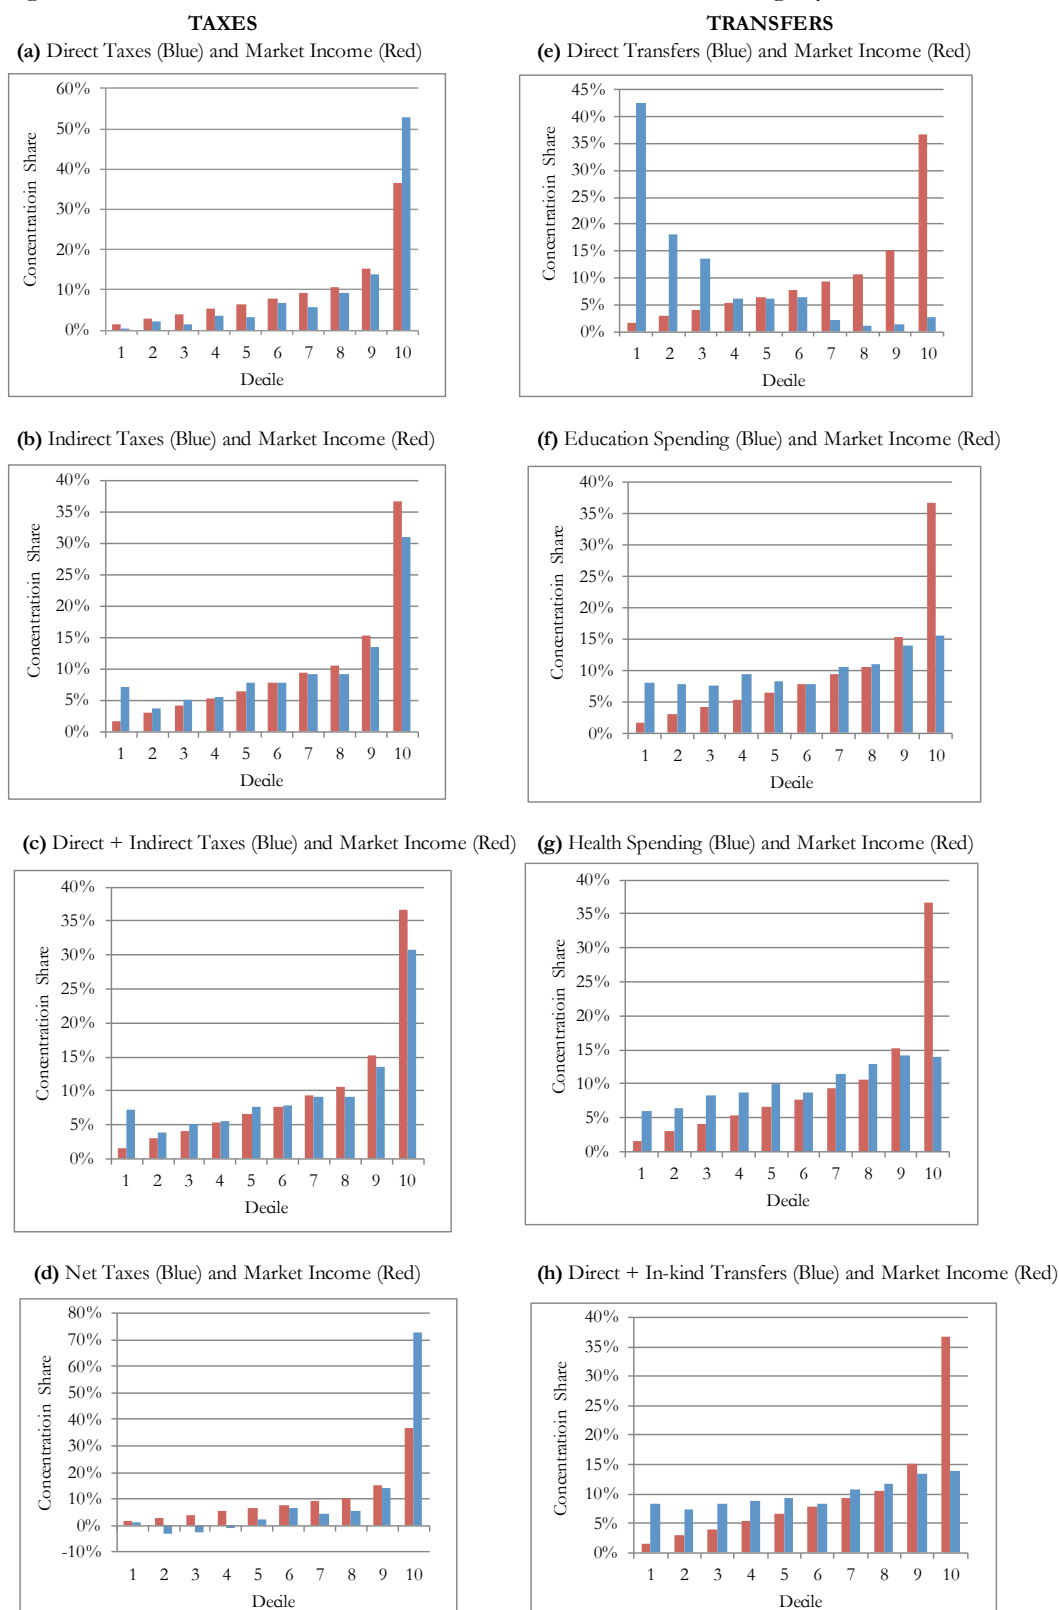 TAXES
(a) Direct Taxes (Blue) and Market Income (Red)
60%
50%
40%
30%
20%
10%
0%
Concentratioin Share
1 2 3 4 5 6 7 8 9 10
Decile
(b) Indirect Taxes (Blue) and Market Income (Red)
40%
35%
30%
25%
20%
15%
10%
5%
0%
Concentratioin Share
1 2 3 4 5 6 7 8 9 10
Decile
(c) Direct + Indirect Taxes (Blue) and Market Income (Red)
40%
35%
30%
25%
20%
15%
10%
5%
0%
Concentratioin Share
1 2 3 4 5 6 7 8 9 10
Decile
(d) Net Taxes (Blue) and Market Income (Red)
80%
70%
60%
50%
40%
30%
20%
10%
0%
-10%
Concentratioin Share
1 2 3 4 5 6 7 8 9 10
Decile
TRANSFERS
(e) Direct Transfers (Blue) and Market Income (Red)
45%
40%
35%
30%
25%
20%
15%
10%
5%
0%
Concentratioin Share
1 2 3 4 5 6 7 8 9 10
Decile
(f) Education Spending (Blue) and Market Income (Red)
40%
35%
30%
25%
20%
15%
10%
5%
0%
Concentratioin Share
1 2 3 4 5 6 7 8 9 10
Decile
(g) Health Spending (Blue) and Market Income (Red)
40%
35%
30%
25%
20%
15%
10%
5%
0%
Concentratioin Share
1 2 3 4 5 6 7 8 9 10
Decile
(h) Direct + In-kind Transfers (Blue) and Market Income (Red)
40%
35%
30%
25%
20%
15%
10%
5%
0%
Concentratioin Share
1 2 3 4 5 6 7 8 9 10
Decile